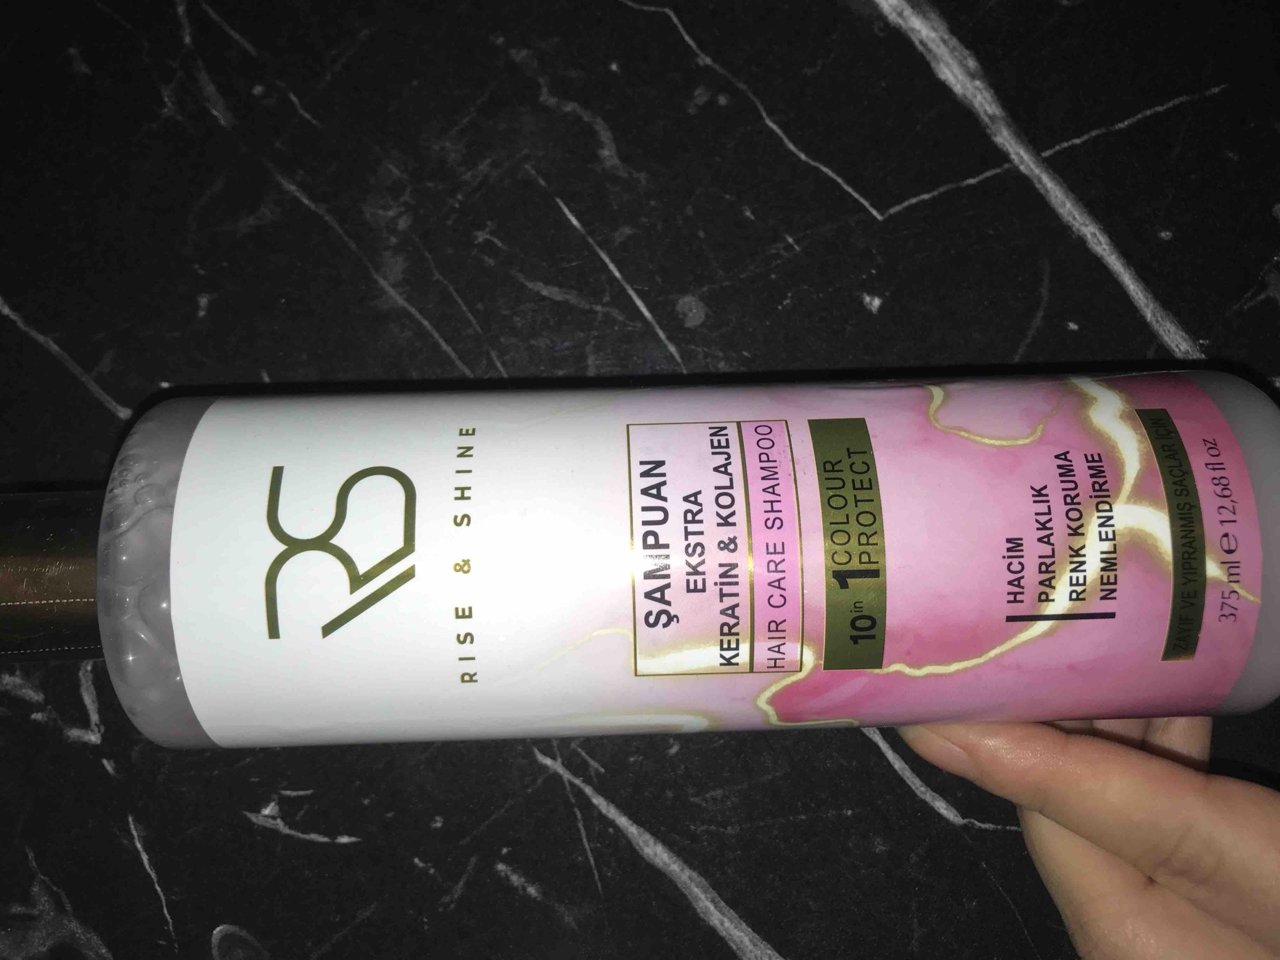 RS
RISE & SHINE
ŞAMPUAN
EKSTRA
KERATİN & KOLAJEN
HAIR CARE SHAMPOO
10 in 1 COLOUR
PROTECT
HACİM
PARLAKLIK
RENK KORUMA
NEMLENDİRME
ZAYIF VE YIPRANMIŞ SAÇLAR İÇİN
375 ml e 12,68 fl oz